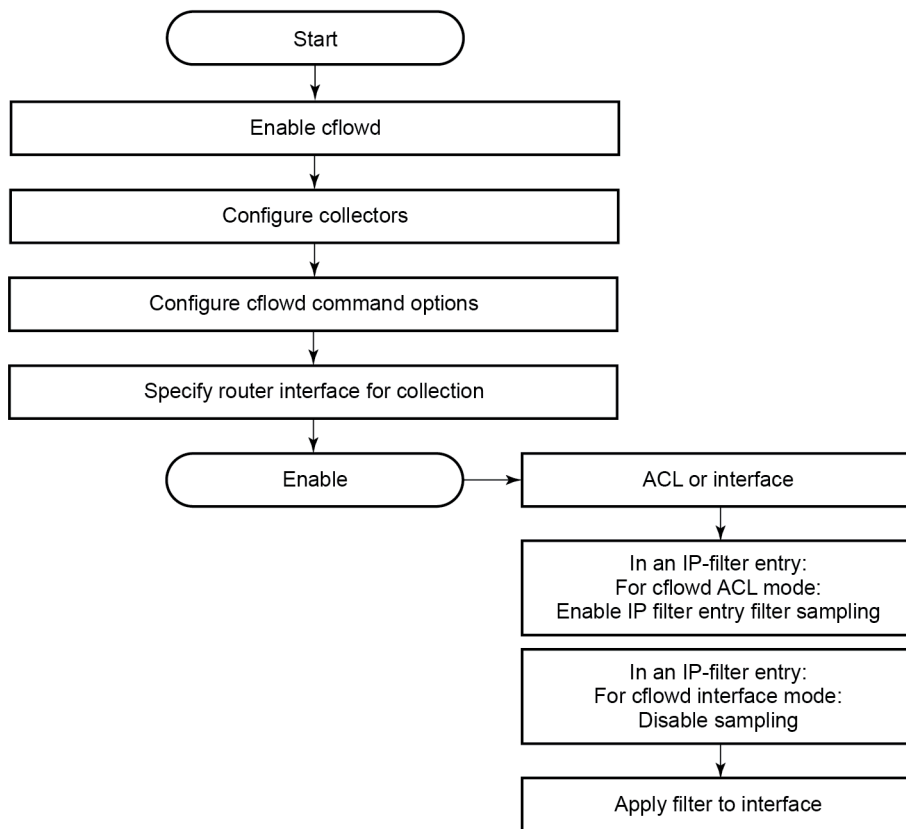 Start
Enable cflowd
Configure collectors
Configure cflowd command options
Specify router interface for collection
Enable
ACL or interface
In an IP-filter entry:
For cflowd ACL mode:
Enable IP filter entry filter sampling
In an IP-filter entry:
For cflowd interface mode:
Disable sampling
Apply filter to interface